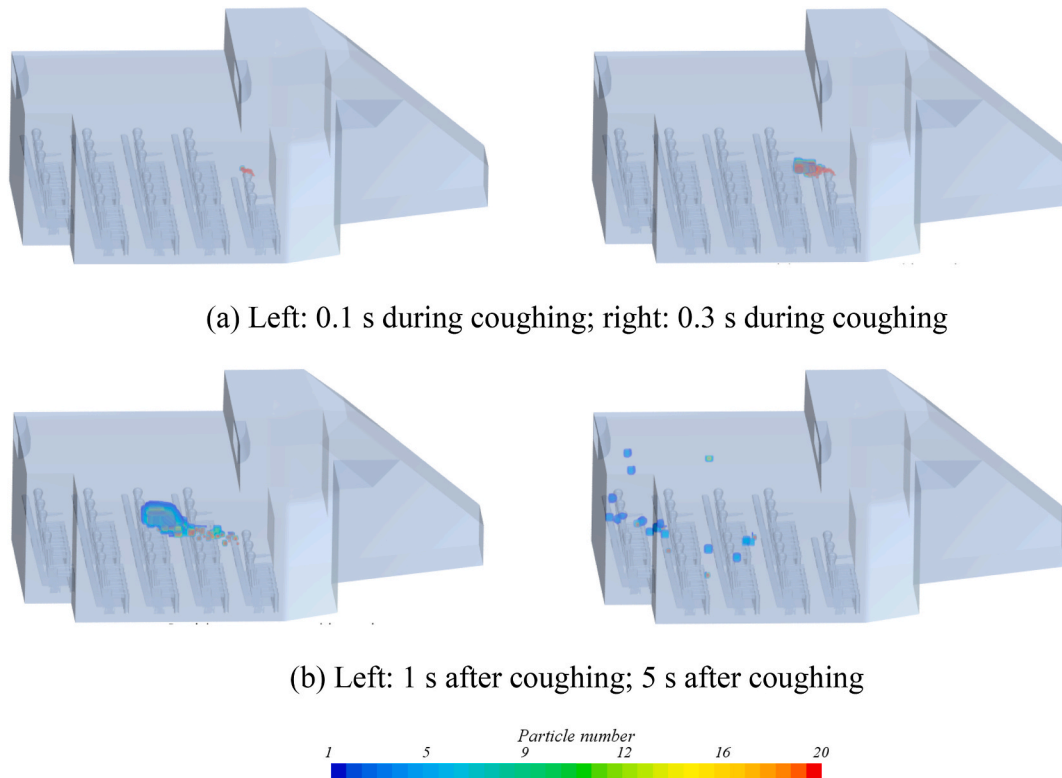 (a) Left: 0.1 s during coughing; right: 0.3 s during coughing
(b) Left: 1 s after coughing; 5 s after coughing
Particle number
1 5 9 12 16 20